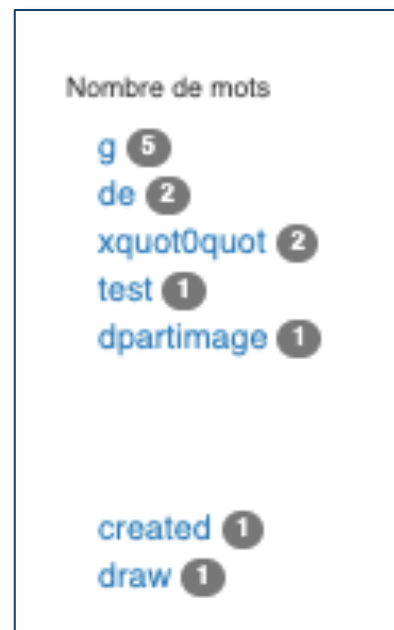 Nombre de mots
g 5
de 2
xquot0quot 2
test 1
dpartimage 1
created 1
draw 1